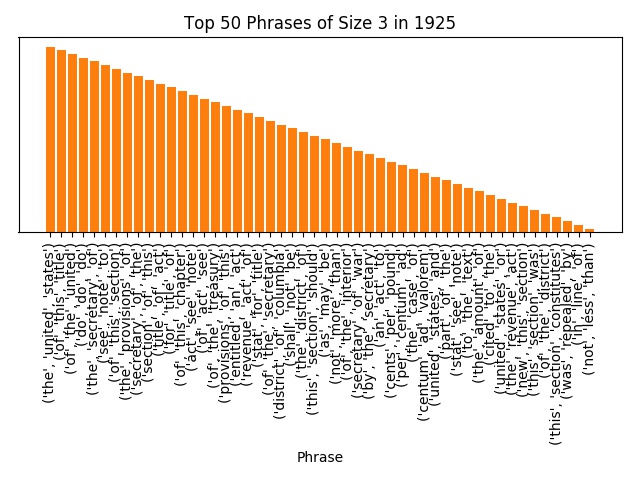 Top 50 Phrases of Size 3 in 1925
('the', 'united', 'states')
('of', 'this', 'title')
('of', 'the', 'united')
('do', 'do', 'do')
('the', 'secretary', 'of')
('see', 'note', 'to')
('of', 'this', 'section')
('the', 'provisions', 'of')
('secretary', 'of', 'the')
('section', 'of', 'this')
('title', 'of', 'act')
('for', 'title', 'of')
('of', 'this', 'chapter')
('act', 'see', 'note')
('of', 'act', 'see')
('of', 'the', 'treasury')
('provisions', 'of', 'this')
('entitled', 'an', 'act')
('revenue', 'act', 'of')
('stat', 'for', 'title')
('of', 'the', 'secretary')
('district', 'of', 'columbia')
('shall', 'not', 'be')
('the', 'district', 'of')
('this', 'section', 'should')
('as', 'may', 'be')
('not', 'more', 'than')
('of', 'the', 'interior')
('secretary', 'of', 'war')
('by', 'the', 'secretary')
('an', 'act', 'to')
('cents', 'per', 'pound')
('per', 'centum', 'ad')
('the', 'case', 'of')
('centum', 'ad', 'valorem')
('united', 'states', 'and')
('part', 'of', 'the')
('stat', 'see', 'note')
('to', 'the', 'text')
('the', 'amount', 'of')
('cited', 'to', 'the')
('united', 'states', 'or')
('the', 'revenue', 'act')
('new', 'this', 'section')
('this', 'section', 'was')
('of', 'the', 'district')
('this', 'section', 'constitutes')
('was', 'repealed', 'by')
('in', 'line', 'of')
('not', 'less', 'than')
Phrase